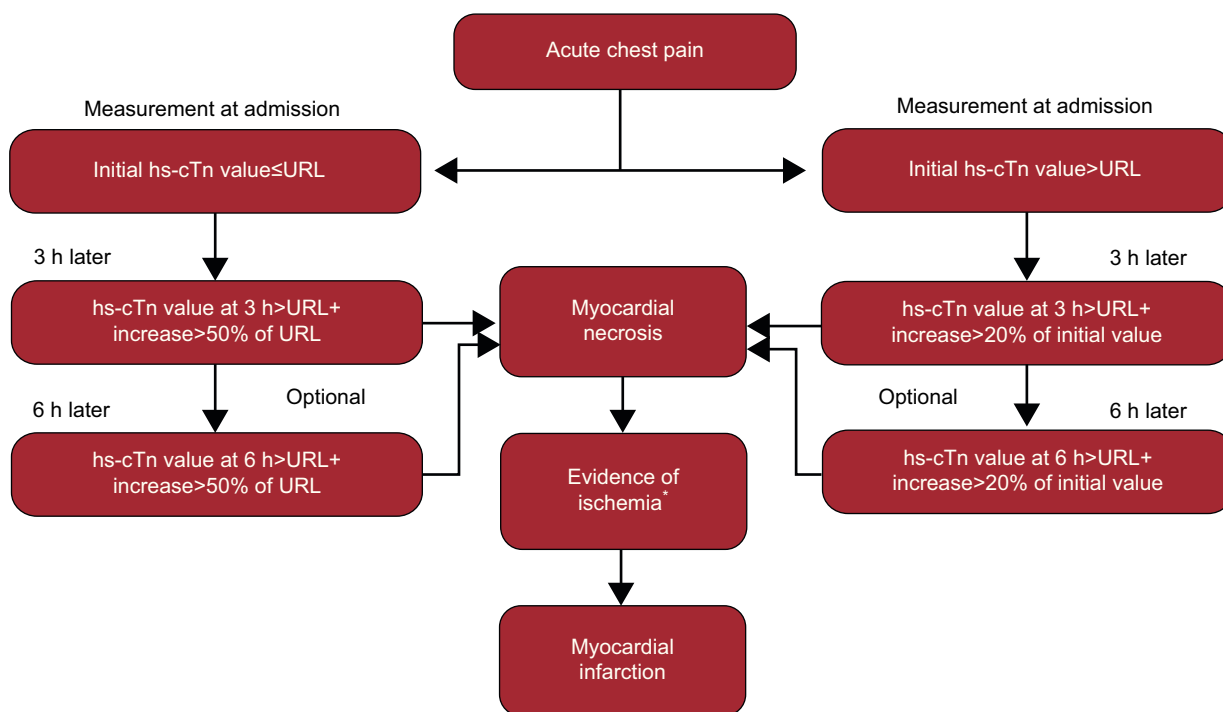 Acute chest pain
Measurement at admission
Measurement at admission
Initial hs-cTn value≤URL
Initial hs-cTn value>URL
3 h later
3 h later
hs-cTn value at 3 h>URL+
increase>50% of URL
Myocardial
necrosis
hs-cTn value at 3 h>URL+
increase>20% of initial value
6 h later
Optional
Optional
6 h later
hs-cTn value at 6 h>URL+
increase>50% of URL
Evidence of
ischemia*
hs-cTn value at 6 h>URL+
increase>20% of initial value
Myocardial
infarction